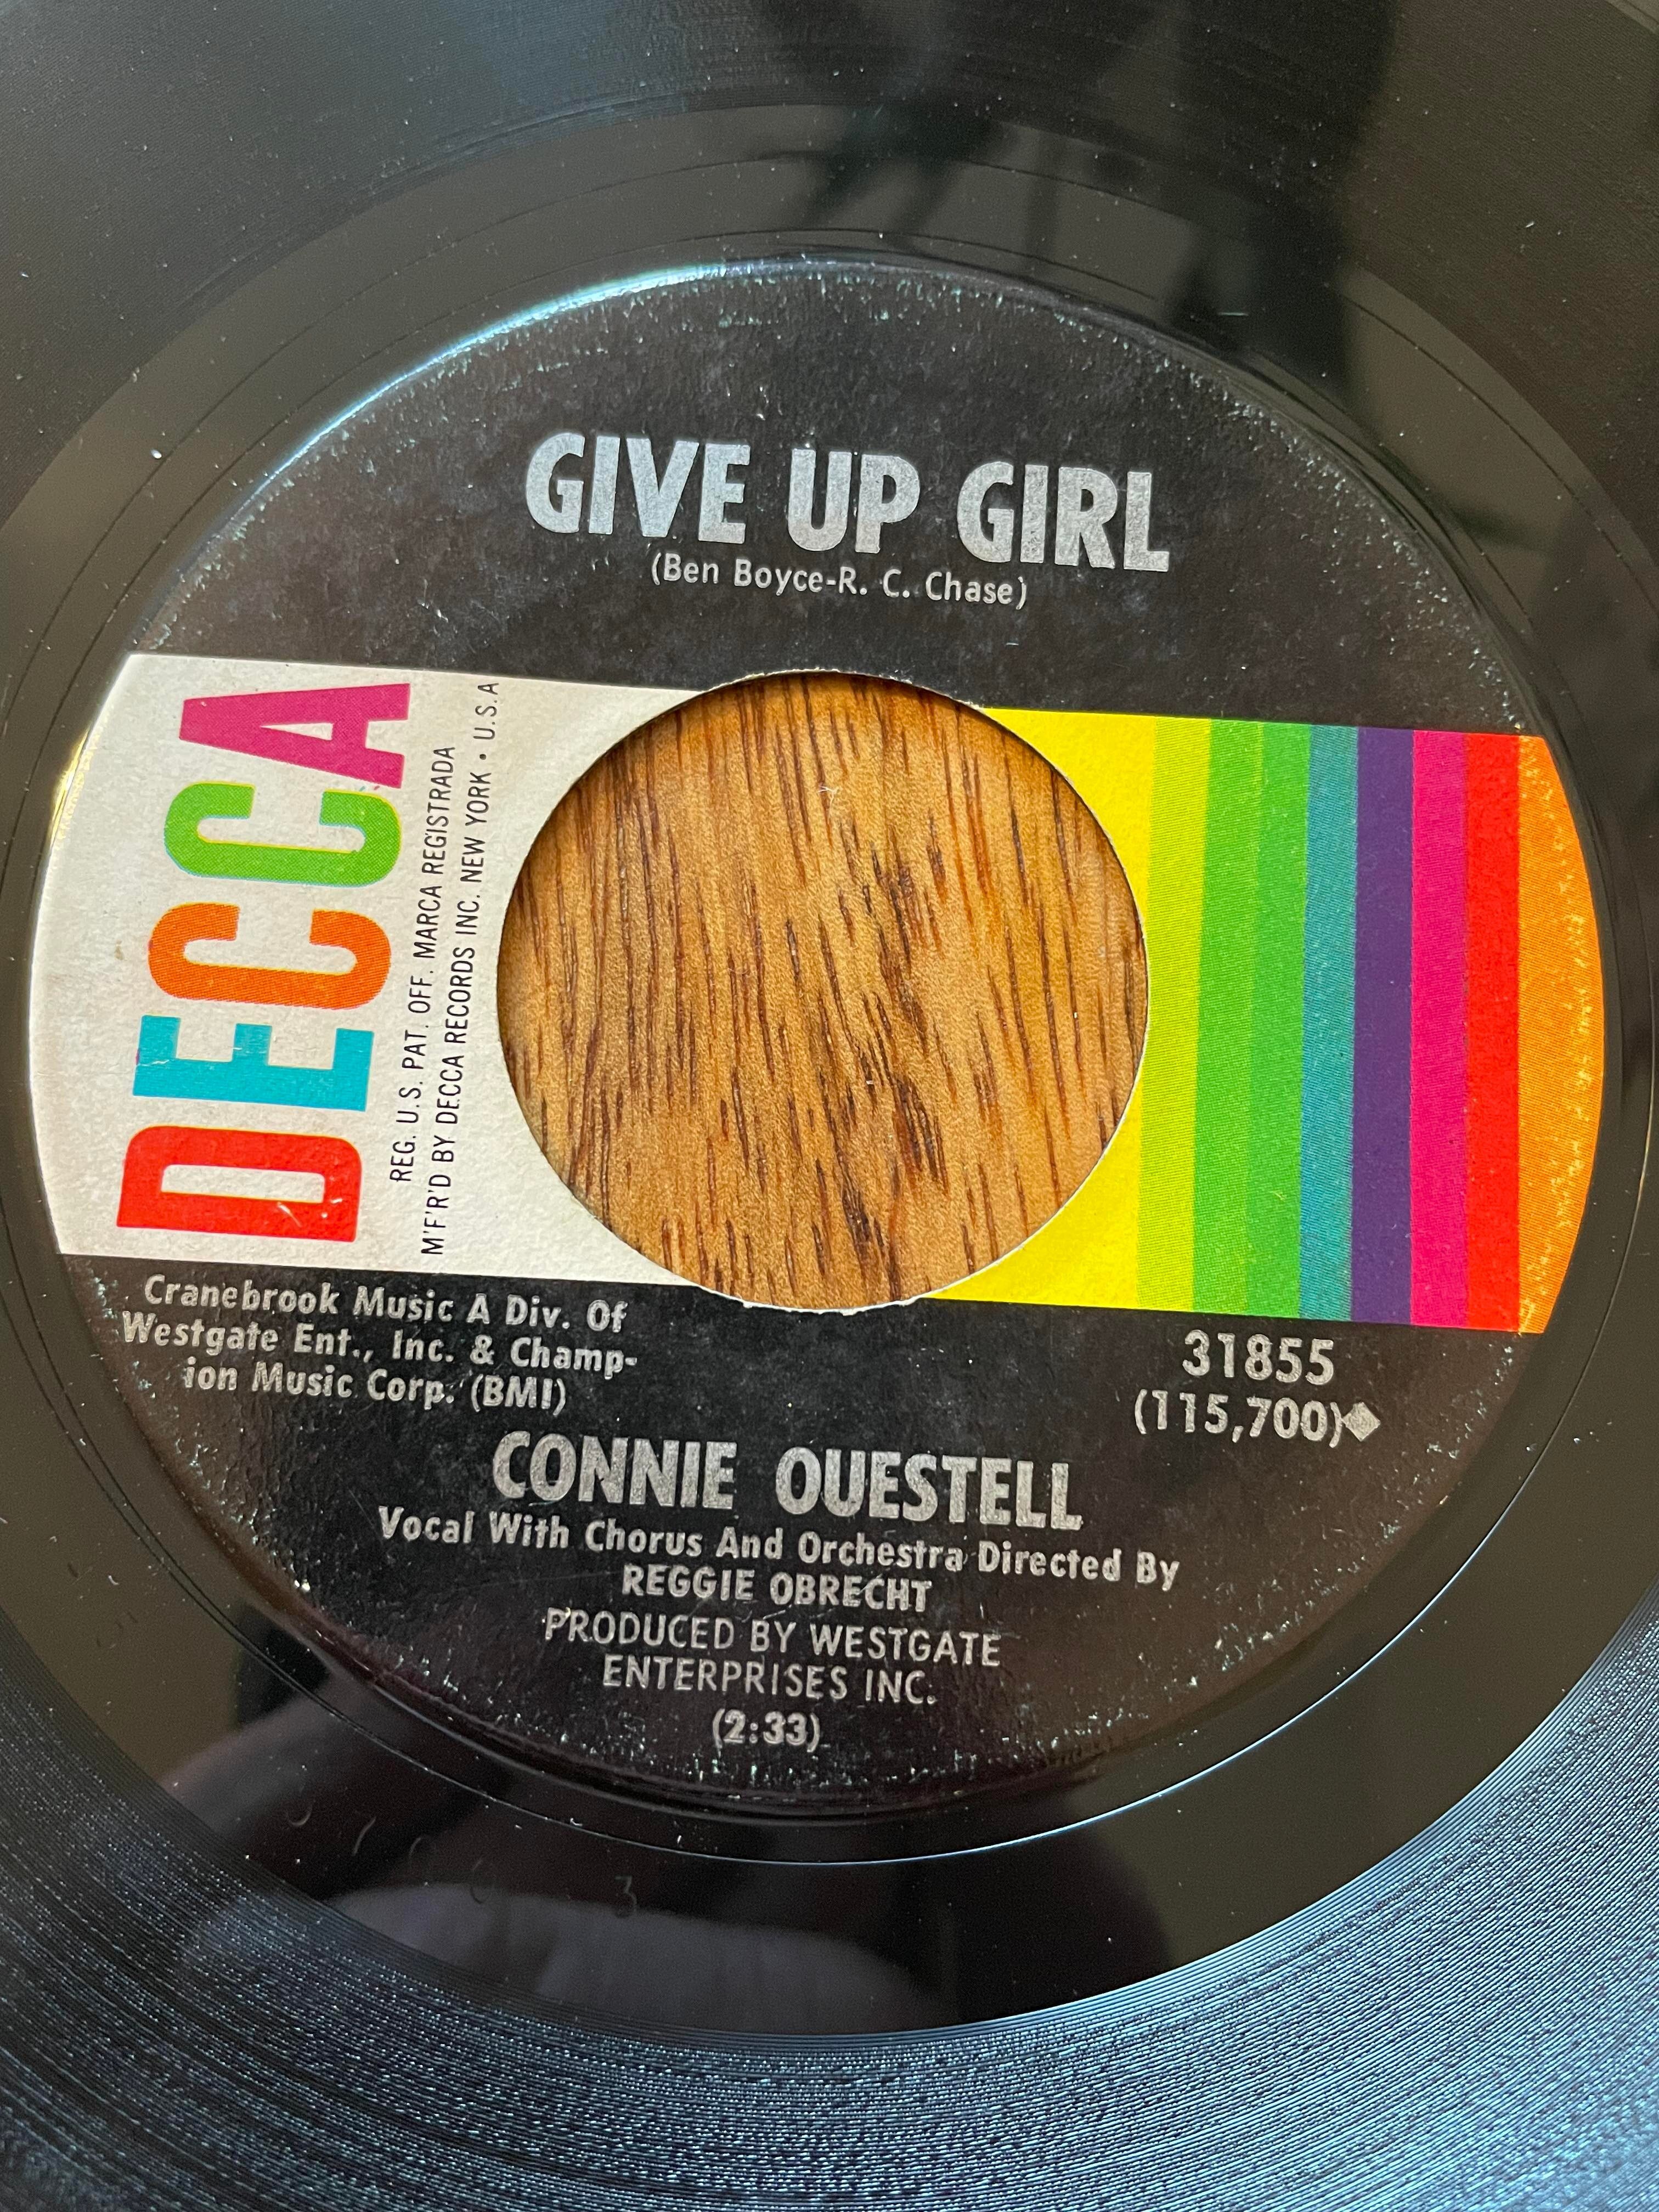 GIVE UP GIRL
(Ben Boyce-R. C. Chase)
DECCA
REG. U.S. PAT. OFF. MARCA REGISTRADA
M'F'R'D BY DECCA RECORDS INC. NEW YORK • U.S.A
Cranebrook Music A Div. Of
Westgate Ent., Inc. & Champ-
ion Music Corp. (BMI)
31855
(115,700)◆
CONNIE QUESTELL
Vocal With Chorus And Orchestra Directed By
REGGIE OBRECHT
PRODUCED BY WESTGATE
ENTERPRISES INC.
(2:33)